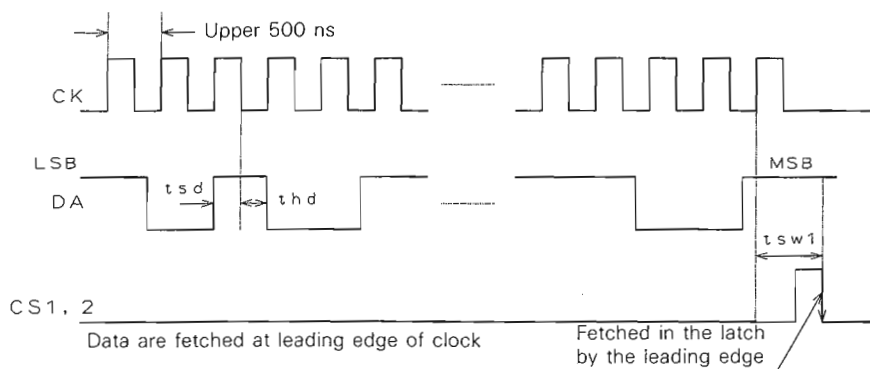 Upper 500 ns
CK
LSB
MSB
DA
tsd
thd
tsw1
CS1, 2
Data are fetched at leading edge of clock
Fetched in the latch
by the leading edge